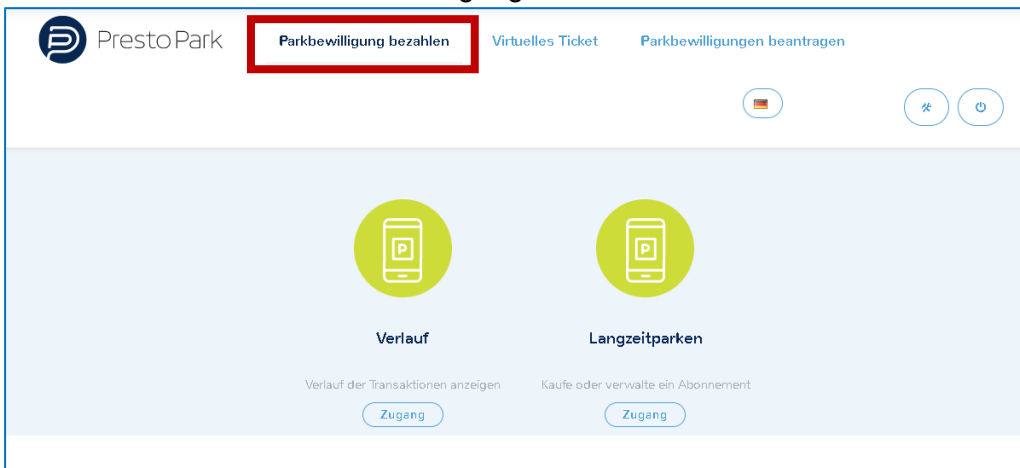 PrestoPark
Parkbewilligung bezahlen
Virtuelles Ticket
Parkbewilligungen beantragen
P
P
Verlauf
Langzeitparken
Verlauf der Transaktionen anzeigen
Kaufe oder verwalte ein Abonnement
Zugang
Zugang